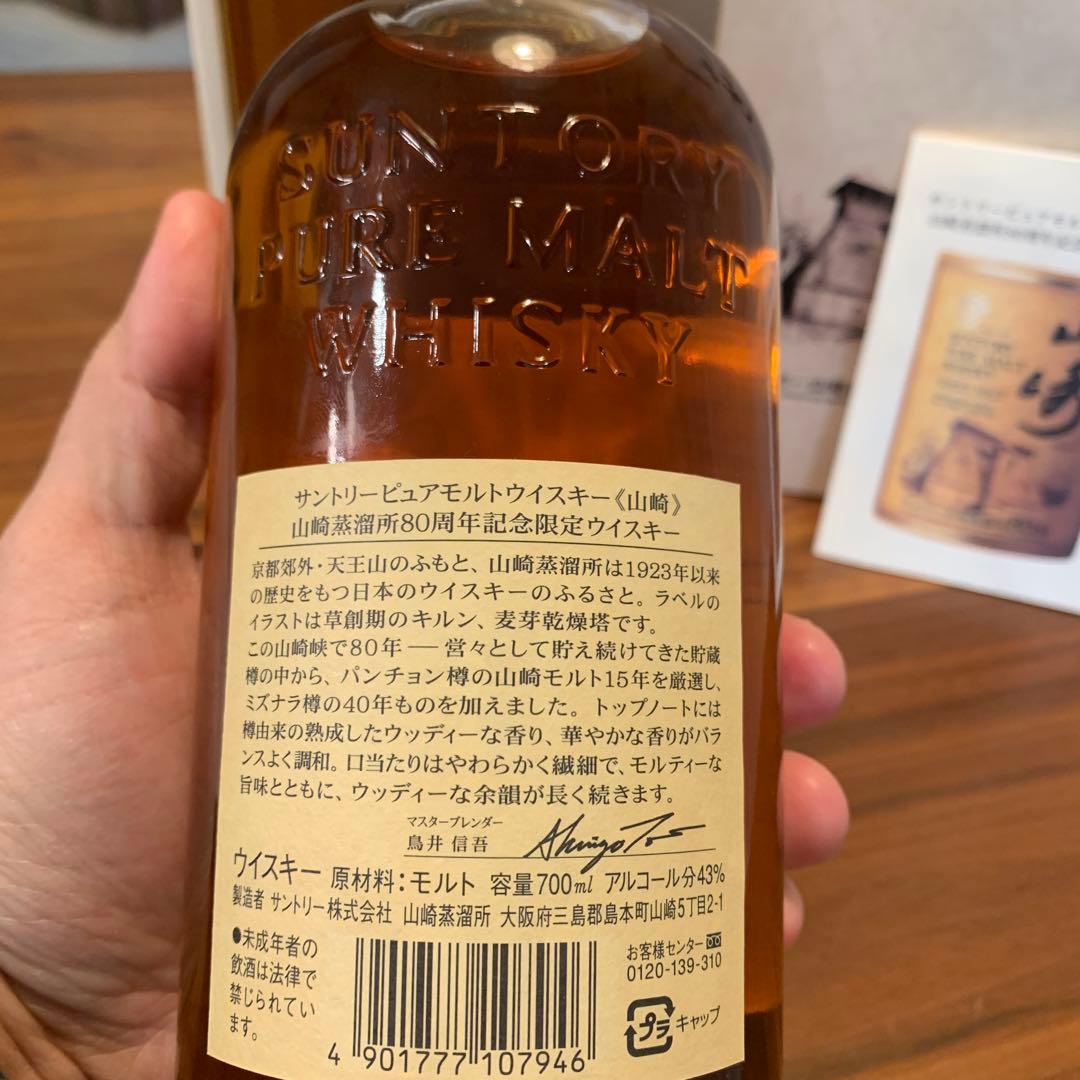 SUNTORY
PURE MALT
WHISKY
サントリーピュアモルトウイスキー《山崎》
山崎蒸溜所80周年記念限定ウイスキー
京都郊外・天王山のふもと、山崎蒸溜所は1923年以来
の歴史をもつ日本のウイスキーのふるさと。ラベルの
イラストは草創期のキルン、麦芽乾燥塔です。
この山崎峡で80年 ― 営々として貯え続けてきた貯蔵
樽の中から、パンチョン樽の山崎モルト15年を厳選し、
ミズナラ樽の40年ものを加えました。トップノートには
樽由来の熟成したウッディーな香り、華やかな香りがバラ
ンスよく調和。口当たりはやわらかく繊細で、モルティーな
旨味とともに、ウッディーな余韻が長く続きます。
マスターブレンダー
鳥井 信吾
ウイスキー 原材料：モルト 容量700ml アルコール分43%
製造者 サントリー株式会社 山崎蒸溜所 大阪府三島郡島本町山崎5丁目2-1
●未成年者の
飲酒は法律で
禁じられてい
ます。
お客様センター
0120-139-310
プラ キャップ
4 901777 107946
サントリーピュアモル
山崎